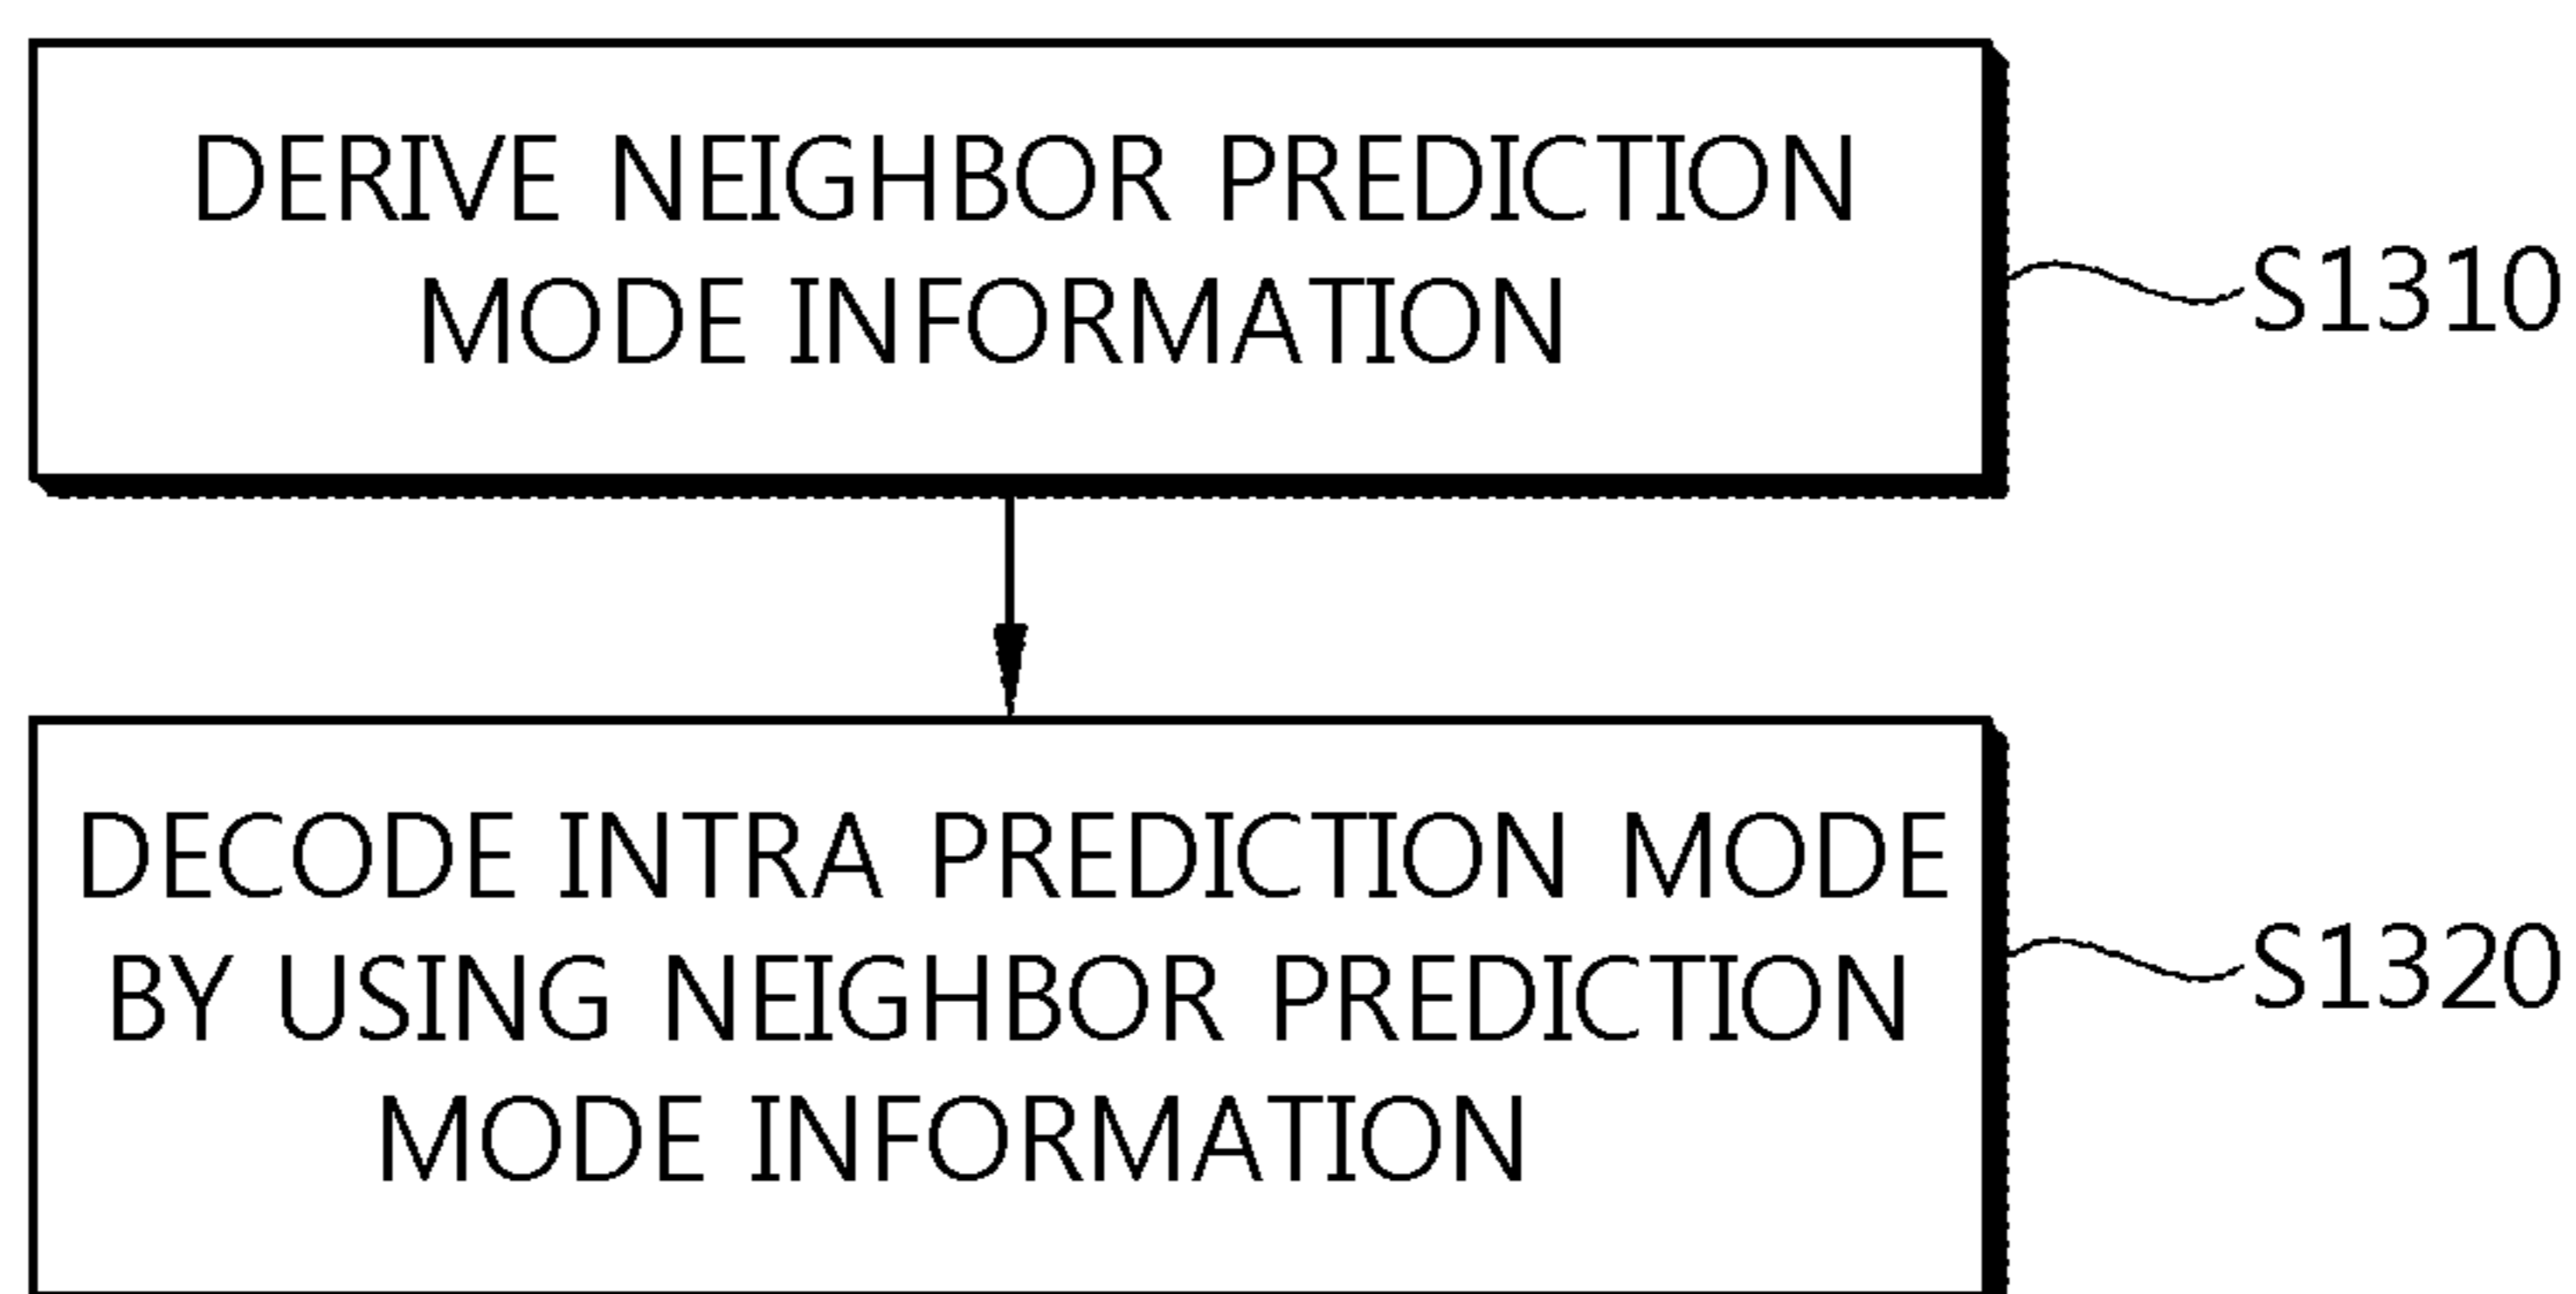 DERIVE NEIGHBOR PREDICTION
MODE INFORMATION
S1310
DECODE INTRA PREDICTION MODE
BY USING NEIGHBOR PREDICTION
MODE INFORMATION
S1320